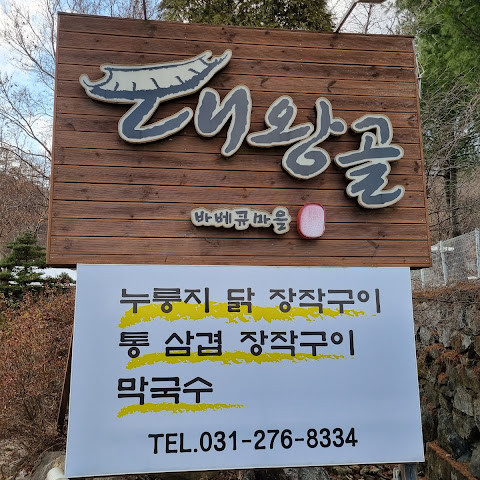 대왕골
바베큐마을
누룽지 닭 장작구이
통 삼겹 장작구이
막국수
TEL.031-276-8334